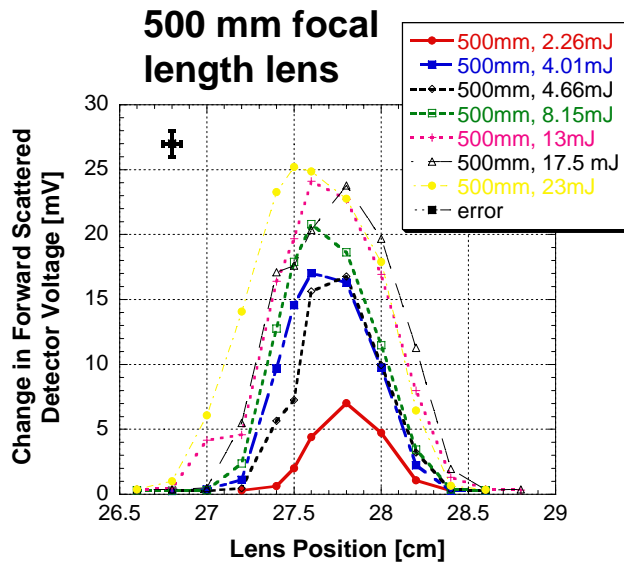 500 mm focal
length lens
500mm, 2.26mJ
500mm, 4.01mJ
500mm, 4.66mJ
500mm, 8.15mJ
500mm, 13mJ
500mm, 17.5 mJ
500mm, 23mJ
error
Change in Forward Scattered
Detector Voltage [mV]
30
25
20
15
10
5
0
26.5 27 27.5 28 28.5 29
Lens Position [cm]